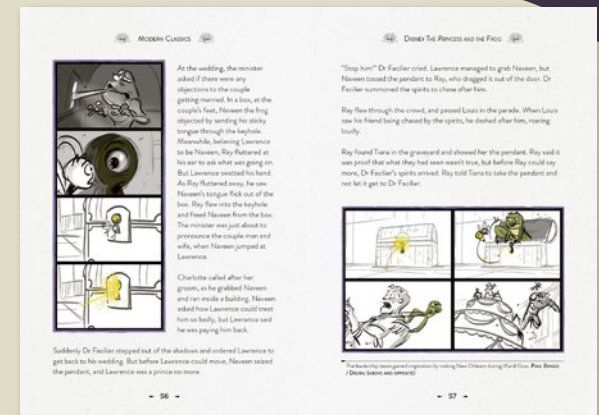 MODERN CLASSICS
At the wedding, the minister
asked if there were any
objections to the couple
getting married. In a box, at the
couple's feet, Naveen the frog
objected by sending his sticky
tongue through the keyhole.
Meanwhile, believing Lawrence
to be Naveen, Ray fluttered at
his ear to ask what was going on.
But Lawrence swatted his hand.
As Ray fluttered away, he saw
Naveen's tongue flick out of the
box. Ray flew into the keyhole
and freed Naveen from the box.
The minister was just about to
pronounce the couple man and
wife, when Naveen jumped at
Lawrence.
Charlotte called after her
groom, as he grabbed Naveen
and ran inside a building. Naveen
asked how Lawrence could treat
him so badly, but Lawrence said
he was paying him back.
Suddenly Dr Facilier stepped out of the shadows and ordered Lawrence to
get back to his wedding. But before Lawrence could move, Naveen seized
the pendant, and Lawrence was a prince no more.
56
DISNEY THE PRINCESS AND THE FROG
"Stop him!" Dr Facilier cried. Lawrence managed to grab Naveen, but
Naveen tossed the pendant to Ray, who dragged it out of the door. Dr
Facilier summoned the spirits to chase after him.
Ray flew through the crowd, and passed Louis in the parade. When Louis
saw his friend being chased by the spirits, he dashed after him, roaring
loudly.
Ray found Tiana in the graveyard and showed her the pendant. Ray said it
was proof that what they had seen wasn't true, but before Ray could say
more, Dr Facilier's spirits arrived. Ray told Tiana to take the pendant and
not let it get to Dr Facilier.
The leadership team gained inspiration by visiting New Orleans during Mardi Gras.
57